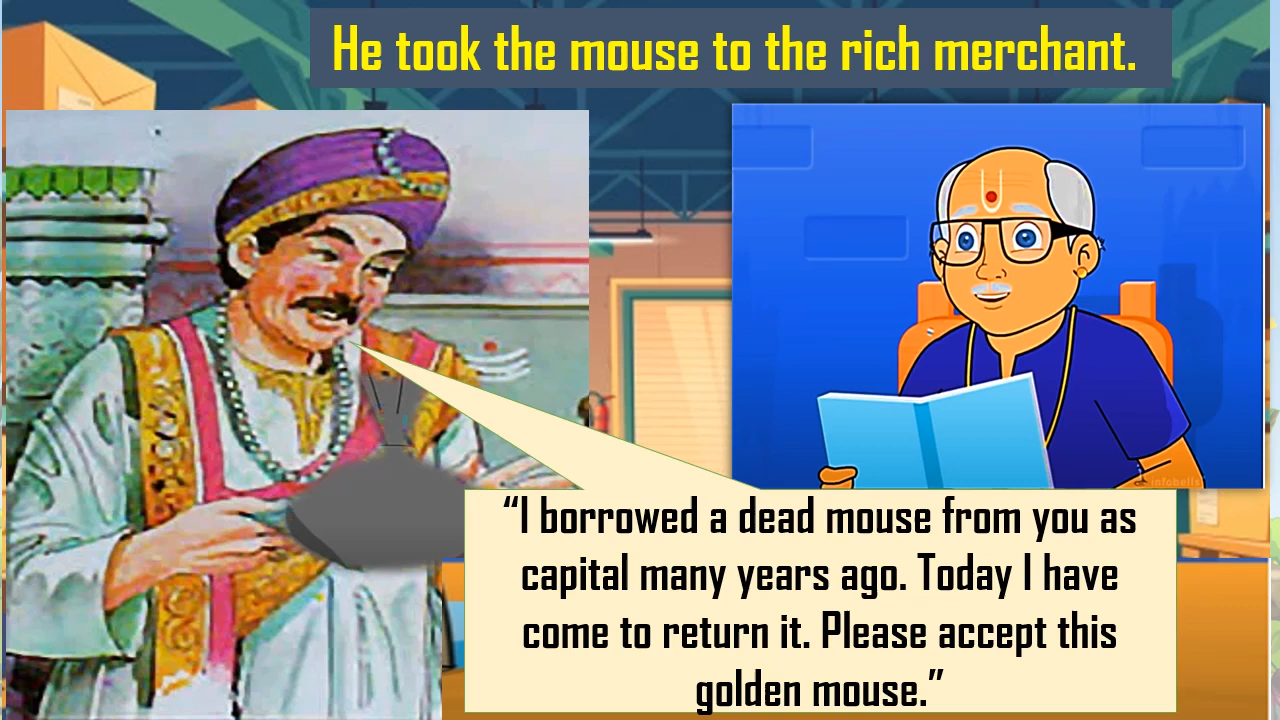 He took the mouse to the rich merchant.
infobells
“I borrowed a dead mouse from you as
capital many years ago. Today I have
come to return it. Please accept this
golden mouse.”